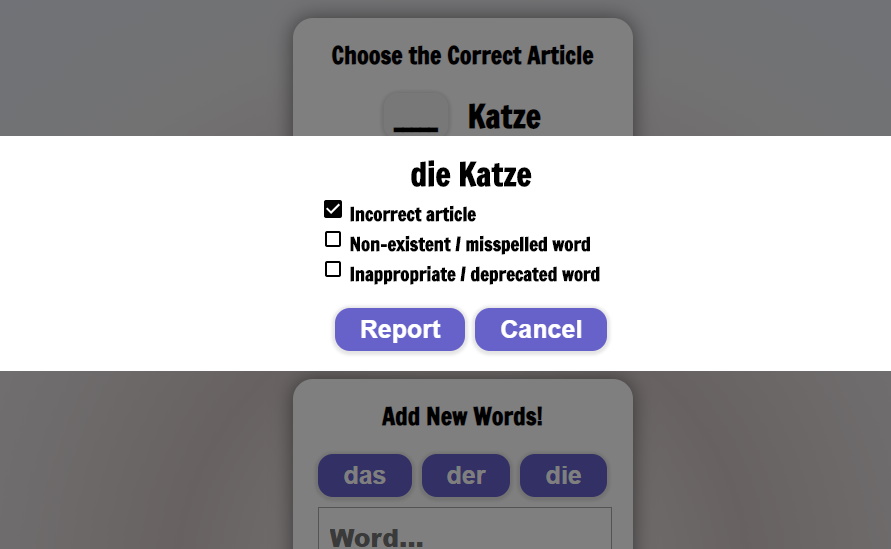 Choose the Correct Article
___ Katze
die Katze
Incorrect article
Non-existent / misspelled word
Inappropriate / deprecated word
Report Cancel
Add New Words!
das der die
Word...